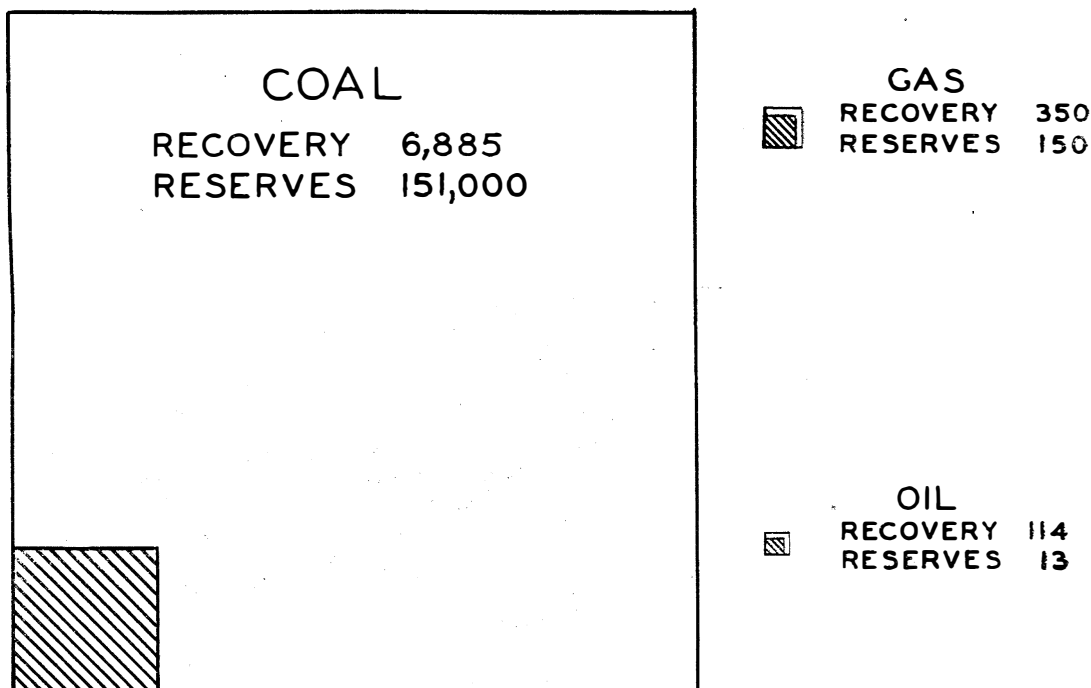 COAL
RECOVERY 6,885
RESERVES 151,000
GAS
RECOVERY 350
RESERVES 150
OIL
RECOVERY 114
RESERVES 13